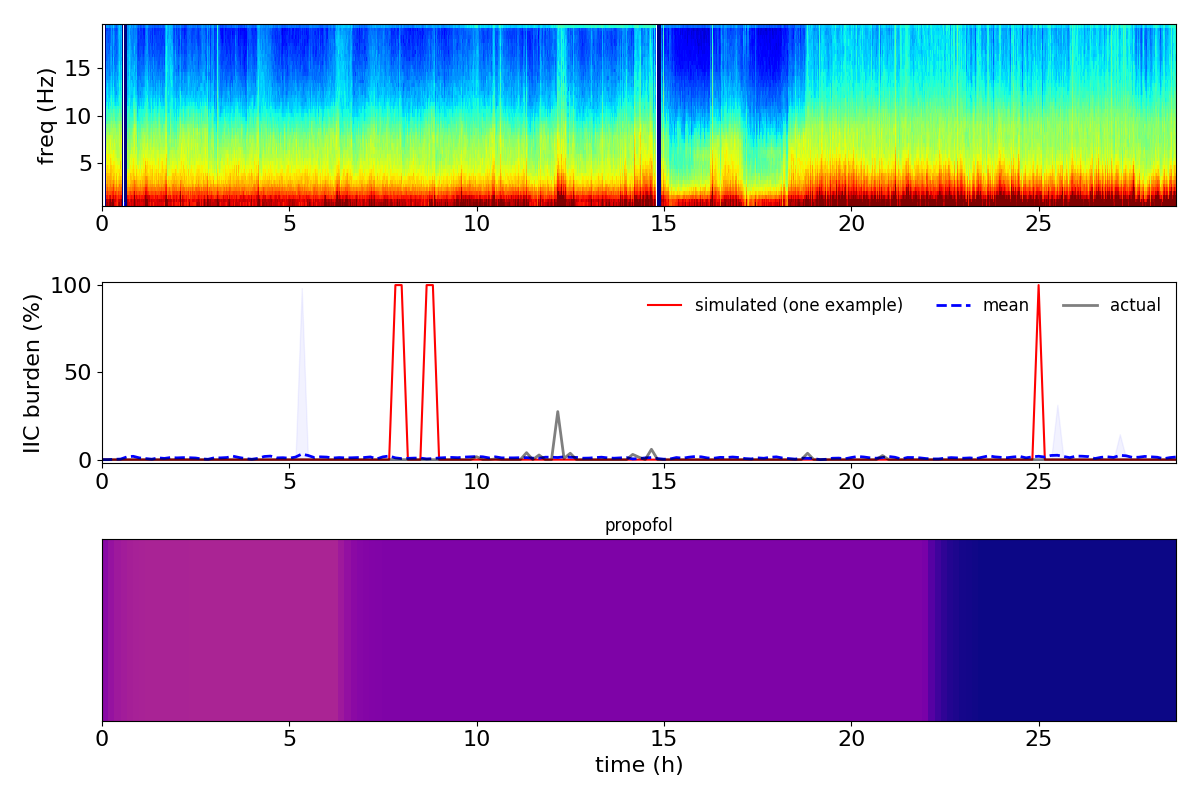 freq (Hz)
15
10
5
0 5 10 15 20 25
IIC burden (%)
100
50
0
simulated (one example) mean actual
0 5 10 15 20 25
propofol
0 5 10 15 20 25
time (h)